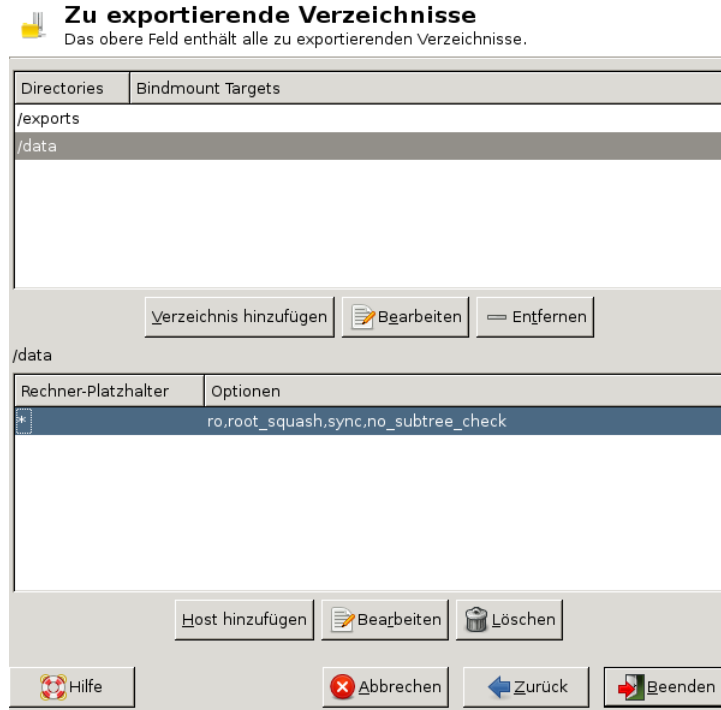 Zu exportierende Verzeichnisse
Das obere Feld enthält alle zu exportierenden Verzeichnisse.
Directories Bindmount Targets
/exports
/data
Verzeichnis hinzufügen Bearbeiten Entfernen
/data
Rechner-Platzhalter Optionen
* ro,root_squash,sync,no_subtree_check
Host hinzufügen Bearbeiten Löschen
Hilfe Abbrechen Zurück Beenden